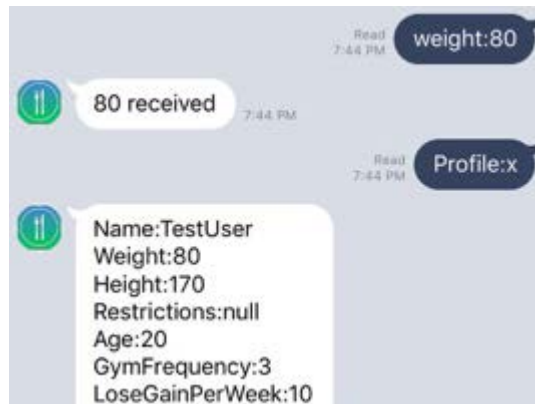 Read
7:44 PM
weight:80
80 received
7:44 PM
Read
7:44 PM
Profile:x
Name:TestUser
Weight:80
Height:170
Restrictions:null
Age:20
GymFrequency:3
LoseGainPerWeek:10